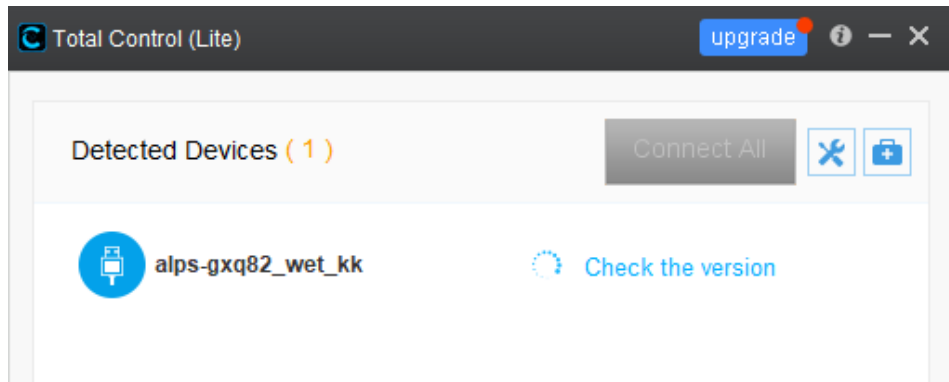 Total Control (Lite)
upgrade
Detected Devices ( 1 )
Connect All
alps-gxq82_wet_kk
Check the version